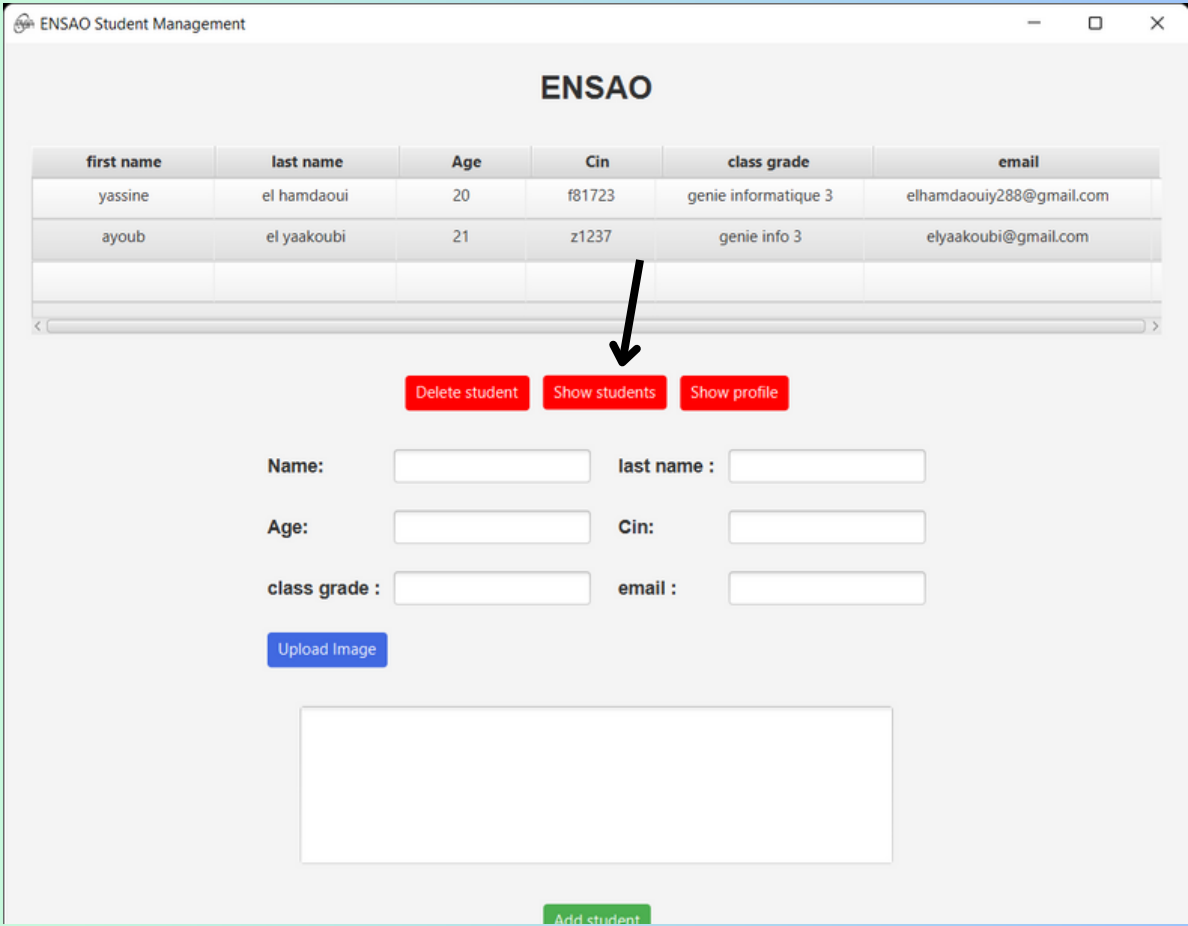 ENSAO Student Management
ENSAO
first name last name Age Cin class grade email
yassine el hamdaoui 20 f81723 genie informatique 3 elhamdaouiy288@gmail.com
ayoub el yaakoubi 21 z1237 genie info 3 elyaakoubi@gmail.com
Delete student Show students Show profile
Name: last name :
Age: Cin:
class grade : email :
Upload Image
Add student